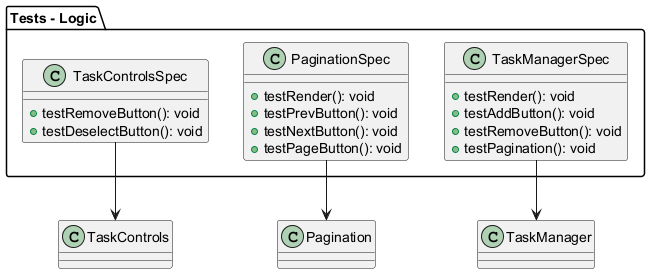 Tests - Logic
C TaskControlsSpec
testRemoveButton(): void
testDeselectButton(): void
C PaginationSpec
testRender(): void
testPrevButton(): void
testNextButton(): void
testPageButton(): void
C TaskManagerSpec
testRender(): void
testAddButton(): void
testRemoveButton(): void
testPagination(): void
C TaskControls
C Pagination
C TaskManager